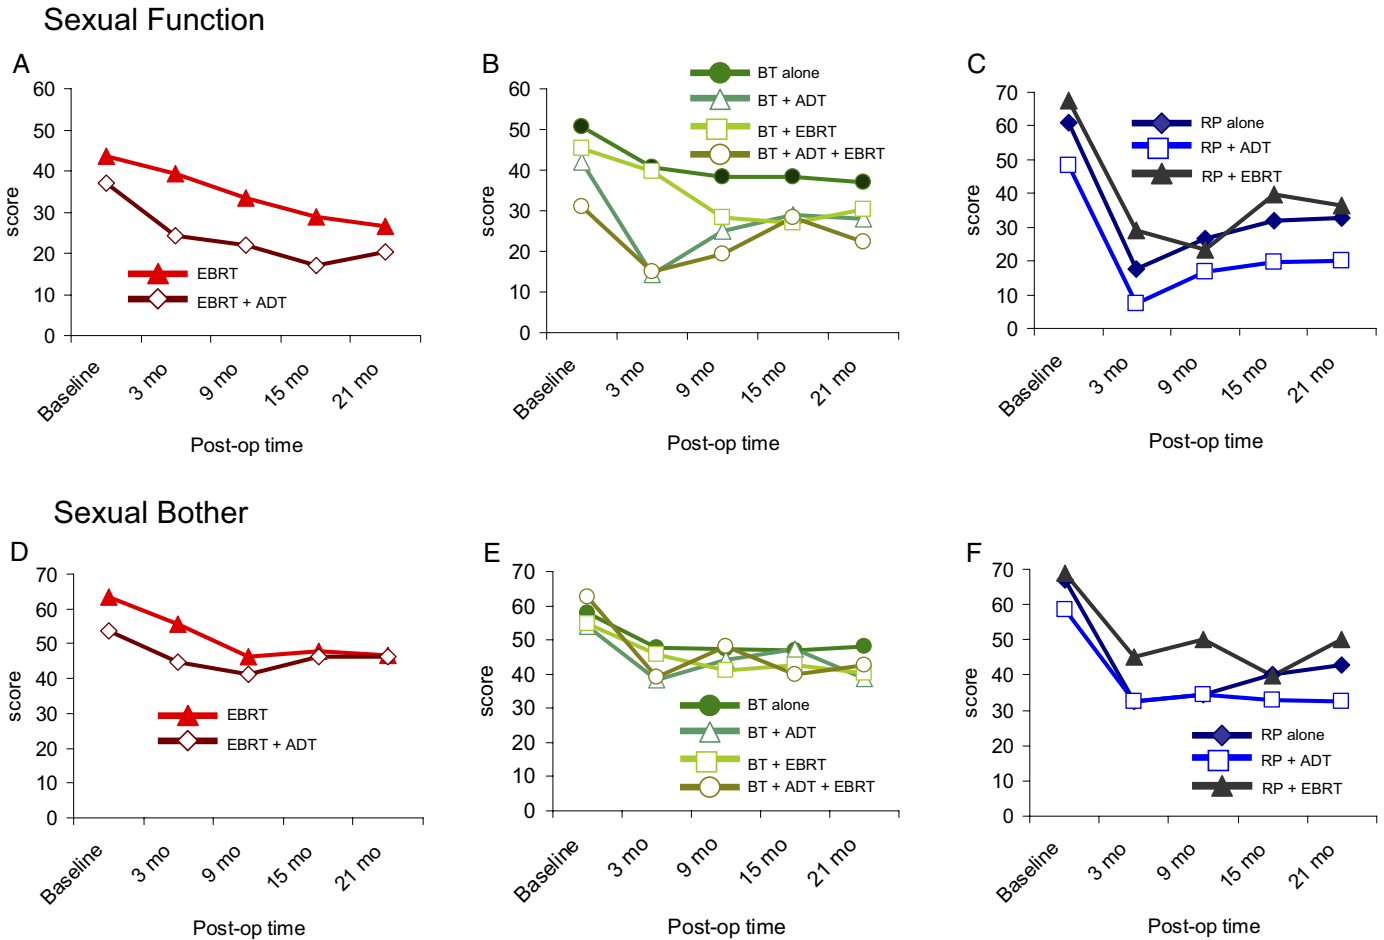 Sexual Function
A
60
50
40
30
20
10
0
score
EBRT
EBRT + ADT
Baseline
3 mo
9 mo
15 mo
21 mo
Post-op time
B
60
50
40
30
20
10
0
score
BT alone
BT + ADT
BT + EBRT
BT + ADT + EBRT
Baseline
3 mo
9 mo
15 mo
21 mo
Post-op time
C
70
60
50
40
30
20
10
0
score
RP alone
RP + ADT
RP + EBRT
Baseline
3 mo
9 mo
15 mo
21 mo
Post-op time
Sexual Bother
D
70
60
50
40
30
20
10
0
score
EBRT
EBRT + ADT
Baseline
3 mo
9 mo
15 mo
21 mo
Post-op time
E
70
60
50
40
30
20
10
0
score
BT alone
BT + ADT
BT + EBRT
BT + ADT + EBRT
Baseline
3 mo
9 mo
15 mo
21 mo
Post-op time
F
70
60
50
40
30
20
10
0
score
RP alone
RP + ADT
RP + EBRT
Baseline
3 mo
9 mo
15 mo
21 mo
Post-op time